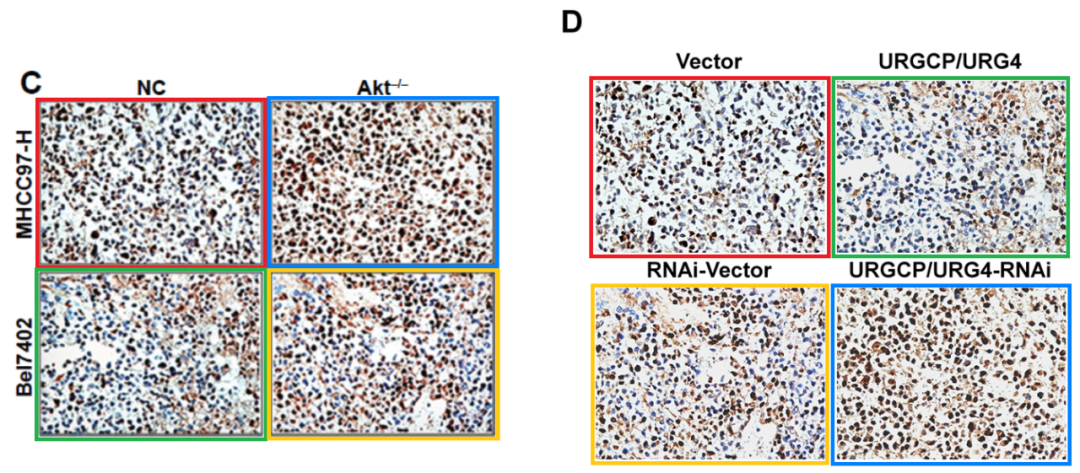 D
Vector URGCP/URG4
C
NC Akt–/–
MHCC97-H
Bel7402
RNAi-Vector URGCP/URG4-RNAi